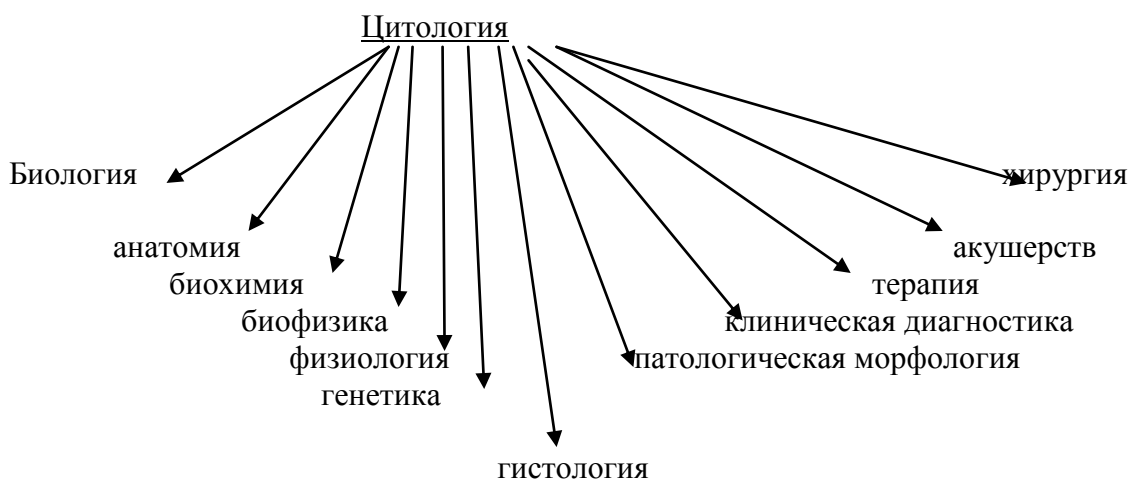 Цитология
Биология
хирургия
анатомия
акушерств
биохимия
терапия
биофизика
клиническая диагностика
физиология
патологическая морфология
генетика
гистология